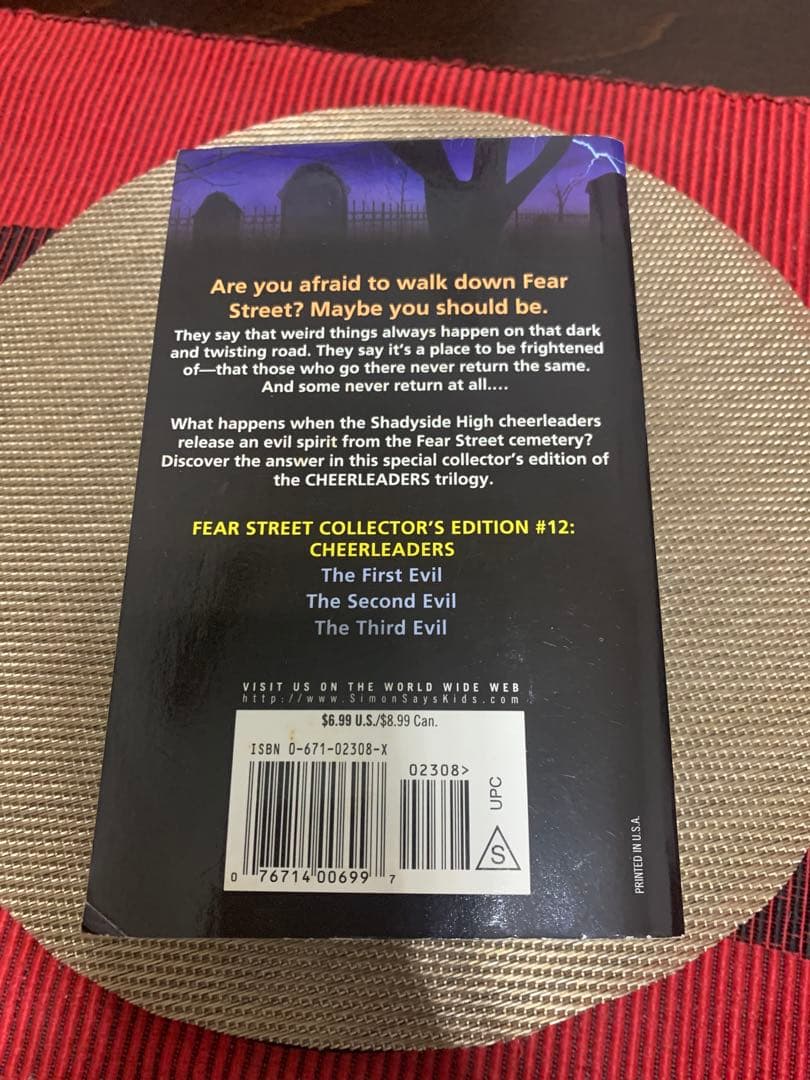 Are you afraid to walk down Fear
Street? Maybe you should be.
They say that weird things always happen on that dark
and twisting road. They say it's a place to be frightened
of—that those who go there never return the same.
And some never return at all....
What happens when the Shadyside High cheerleaders
release an evil spirit from the Fear Street cemetery?
Discover the answer in this special collector's edition of
the CHEERLEADERS trilogy.
FEAR STREET COLLECTOR'S EDITION #12:
CHEERLEADERS
The First Evil
The Second Evil
The Third Evil
VISIT US ON THE WORLD WIDE WEB
http://www.SimonSaysKids.com
$6.99 U.S./$8.99 Can.
ISBN 0-671-02308-X
02308>
UPC
S
0 76714 00699 7
PRINTED IN U.S.A.